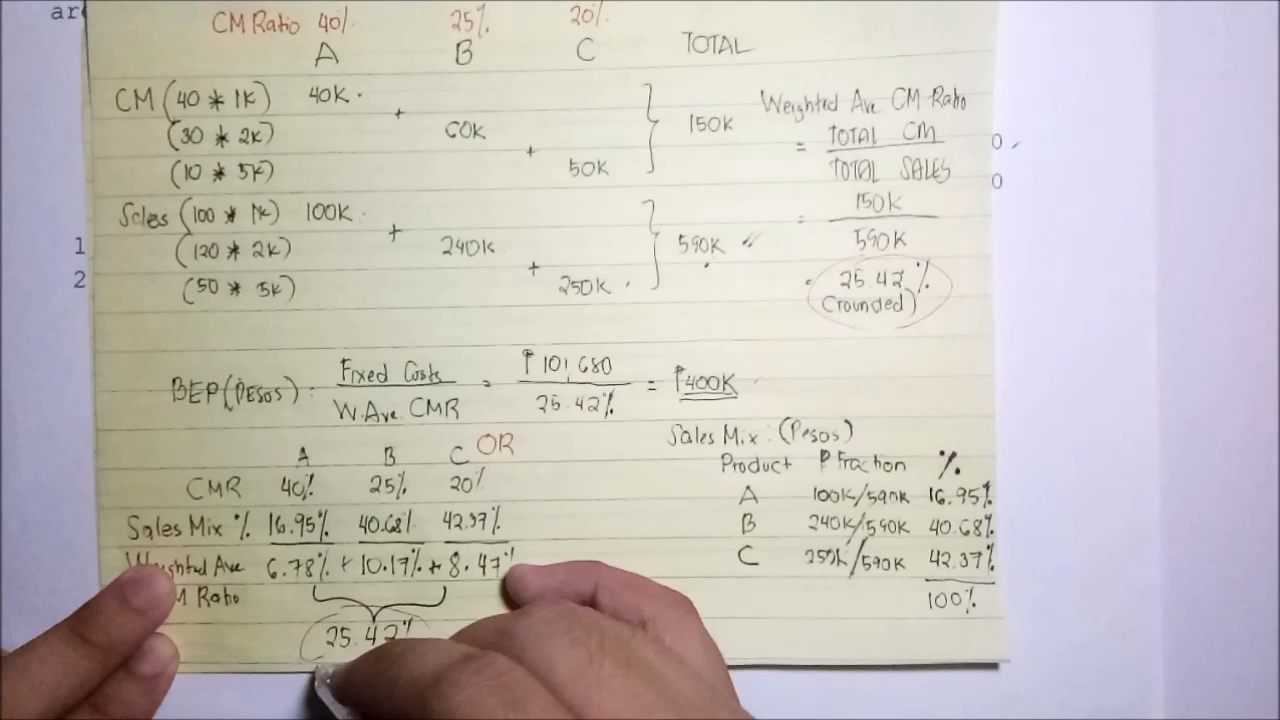 ar
CM Ratio 40% 25% 20%
A B C TOTAL
CM (40 * 1K) 40K + 
(30 * 2K) 60K + 150K
(10 * 5K) 50K
Weighted Ave. CM Ratio
= TOTAL CM
TOTAL SALES
0
0
= 150K
590K
= 25.42%
(rounded)
Sales (100 * 1K) 100K +
(120 * 2K) 240K + 590K
(50 * 5K) 250K
1
2
BEP (PESOS): Fixed Costs = ₱101,680 = ₱400K
W.Ave. CMR 25.42%
OR
A B C
CMR 40% 25% 20%
Sales Mix % 16.95% 40.68% 42.37%
Ave 6.78% + 10.17% + 8.47%
Ratio
25.42%
Sales Mix: (Pesos)
Product ₱ Fraction %
A 100K/590K 16.95%
B 240K/590K 40.68%
C 250K/590K 42.37%
100%